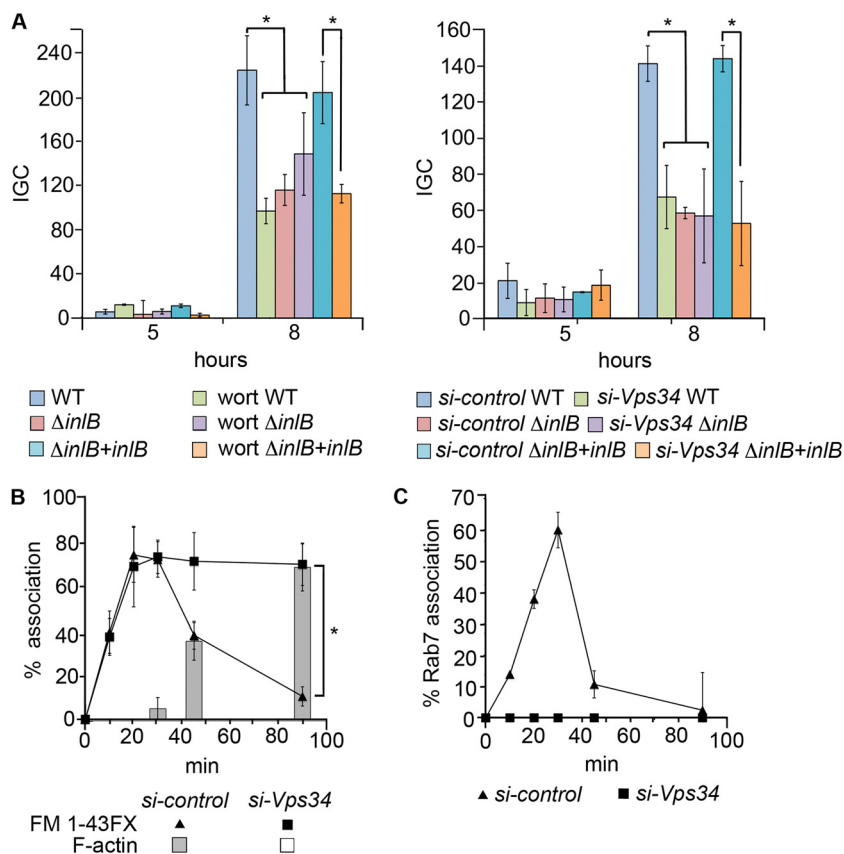 A
IGC
240
200
160
120
80
40
0
*
*
5
8
hours
WT
wort WT
ΔinlB
wort ΔinlB
ΔinlB+inlB
wort ΔinlB+inlB
IGC
160
140
120
100
80
60
40
20
0
*
*
5
8
hours
si-control WT
si-Vps34 WT
si-control ΔinlB
si-Vps34 ΔinlB
si-control ΔinlB+inlB
si-Vps34 ΔinlB+inlB
B
% association
100
80
60
40
20
0
*
0 20 40 60 80 100
min
si-control si-Vps34
FM 1-43FX
F-actin
C
% Rab7 association
70
60
50
40
30
20
10
0
0 20 40 60 80 100
min
si-control si-Vps34